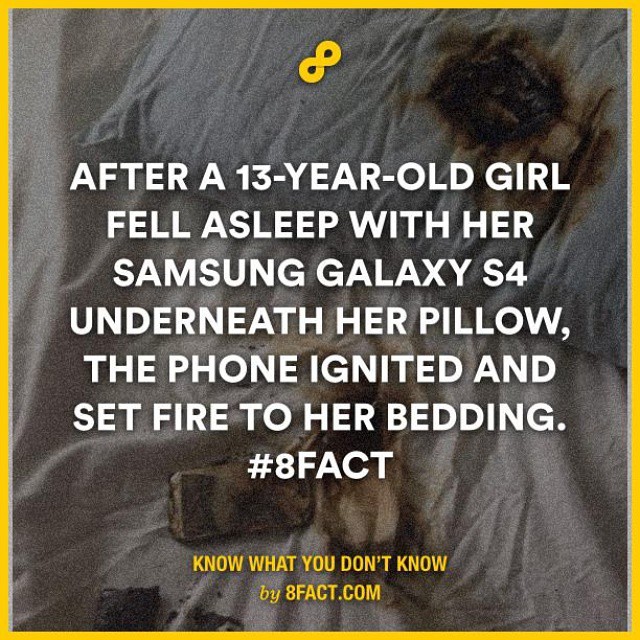 AFTER A 13-YEAR-OLD GIRL
FELL ASLEEP WITH HER
SAMSUNG GALAXY S4
UNDERNEATH HER PILLOW,
THE PHONE IGNITED AND
SET FIRE TO HER BEDDING.
#8FACT
KNOW WHAT YOU DON'T KNOW
by 8FACT.COM